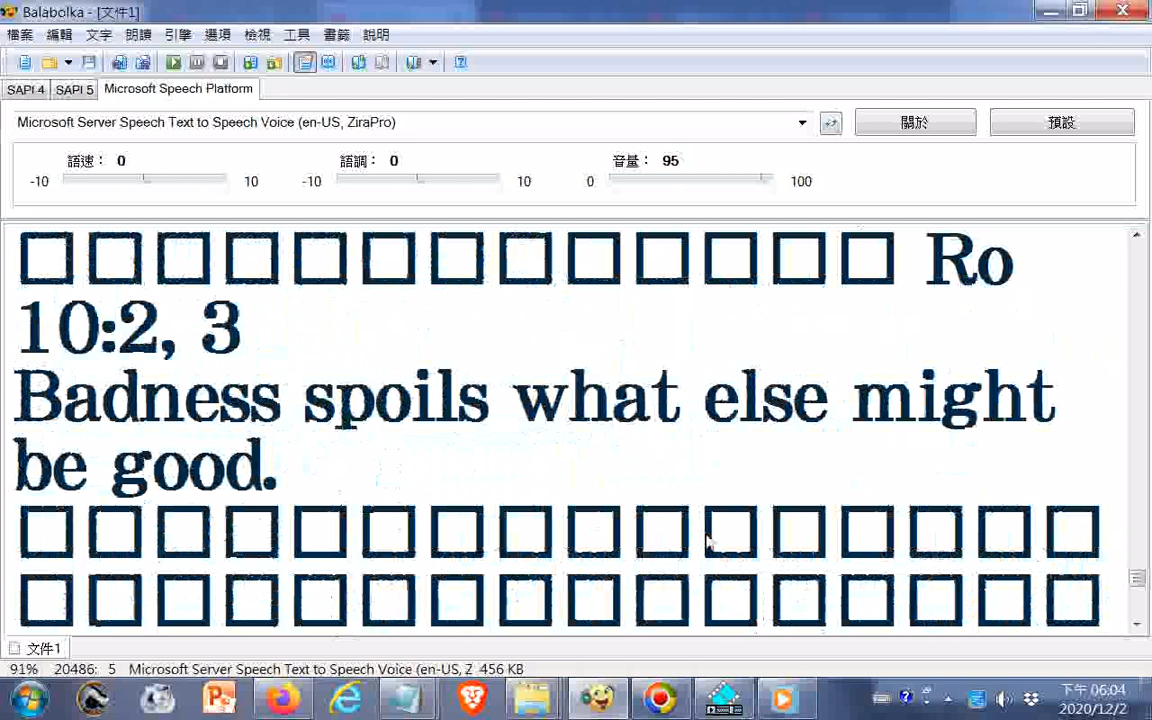 Balabolka - [文件1]
檔案 編輯 文字 朗讀 引擎 選項 檢視 工具 書籤 說明
SAPI 4 SAPI 5 Microsoft Speech Platform
Microsoft Server Speech Text to Speech Voice (en-US, ZiraPro) 關於 預設
語速： 0 語調： 0 音量： 95
-10 10 -10 10 0 100
□□□□□□□□□□□□□ Ro
10:2, 3
Badness spoils what else might
be good.
□□□□□□□□□□□□□□□□
□□□□□□□□□□□□□□□□
文件1
91% 20486: 5 Microsoft Server Speech Text to Speech Voice (en-US, Z 456 KB
下午 06:04
2020/12/2